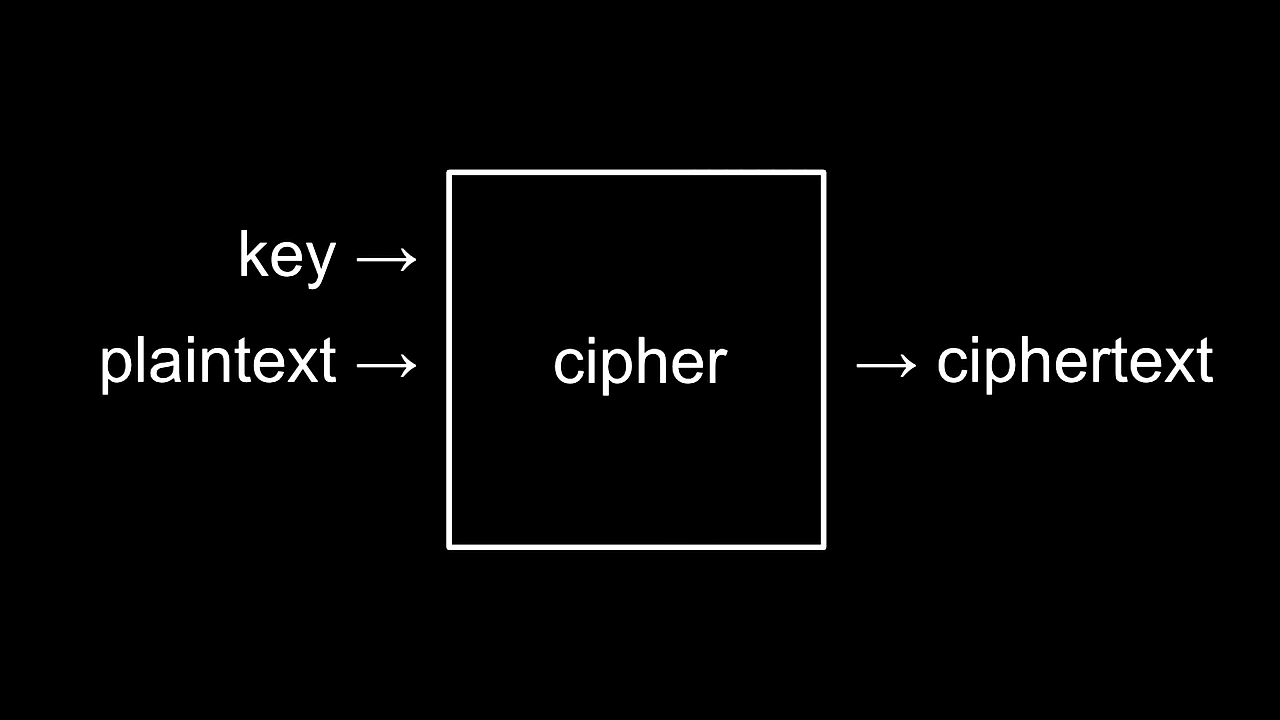 key →
plaintext → cipher → ciphertext